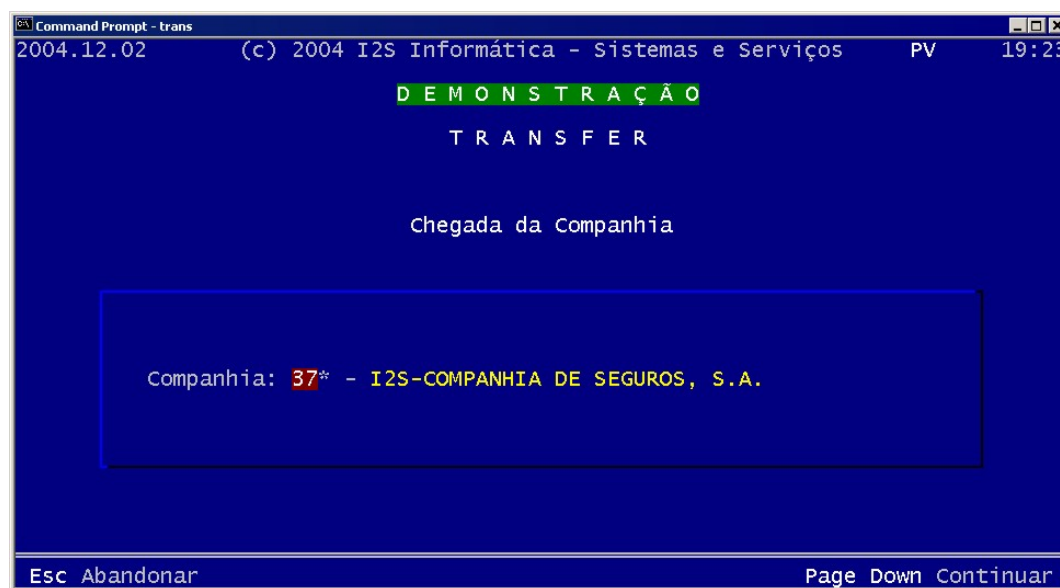 Command Prompt - trans
2004.12.02 (c) 2004 I2S Informática - Sistemas e Serviços PV 19:23
D E M O N S T R A Ç Ã O
T R A N S F E R
Chegada da Companhia
Companhia: 37* - I2S-COMPANHIA DE SEGUROS, S.A.
Esc Abandonar Page Down Continuar